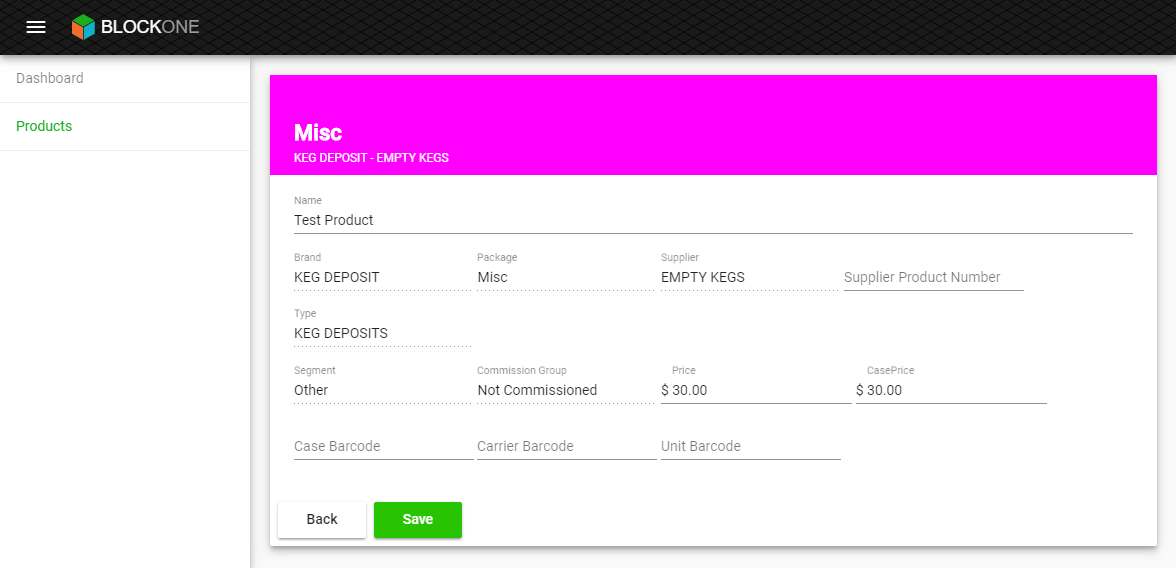 BLOCKONE
Dashboard
Products
Misc
KEG DEPOSIT - EMPTY KEGS
Name
Test Product
Brand Package Supplier
KEG DEPOSIT Misc EMPTY KEGS Supplier Product Number
Type
KEG DEPOSITS
Segment Commission Group Price CasePrice
Other Not Commissioned $ 30.00 $ 30.00
Case Barcode Carrier Barcode Unit Barcode
Back Save